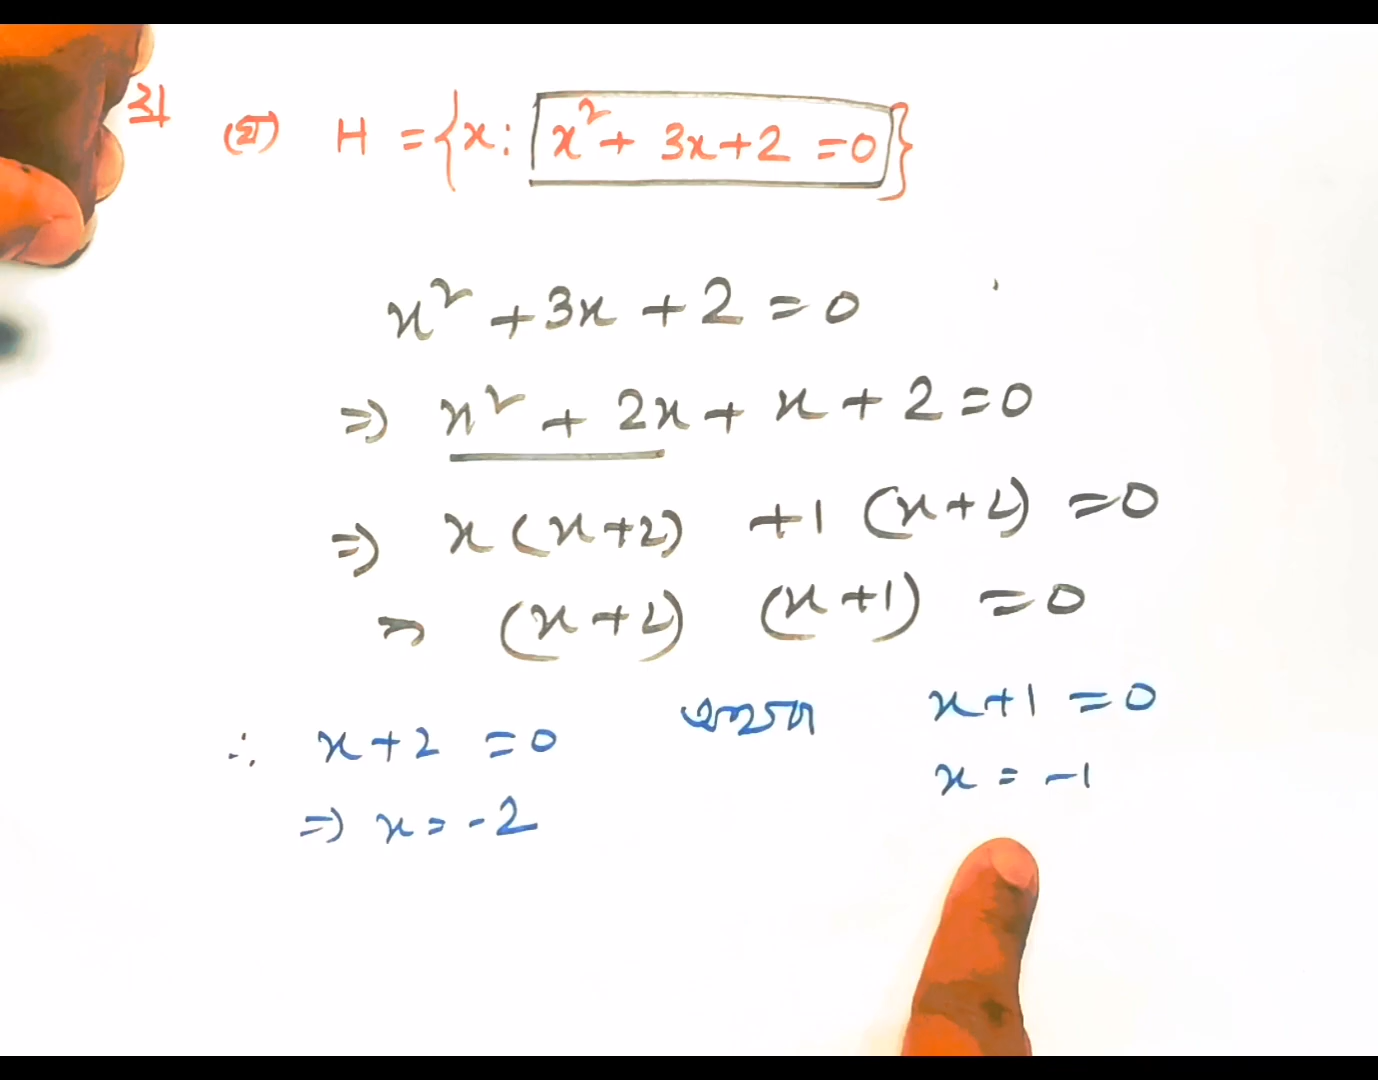 ৩। (ঘ) H = {x: x² + 3x + 2 = 0}
x² + 3x + 2 = 0
⇒ x² + 2x + x + 2 = 0
⇒ x (x+2) + 1 (x+2) = 0
⇒ (x+2) (x+1) = 0
∴ x+2 = 0 অথবা x+1 = 0
⇒ x = -2 x = -1